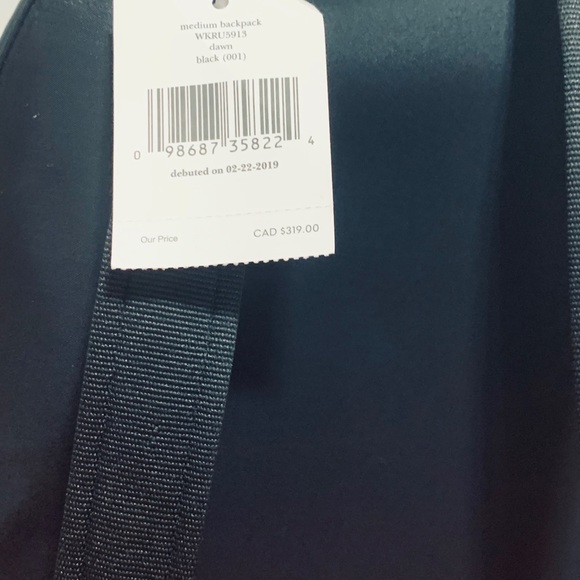 medium backpack
WKRU5913
dawn
black (001)
0 98687 35822 4
debuted on 02-22-2019
Our Price CAD $319.00